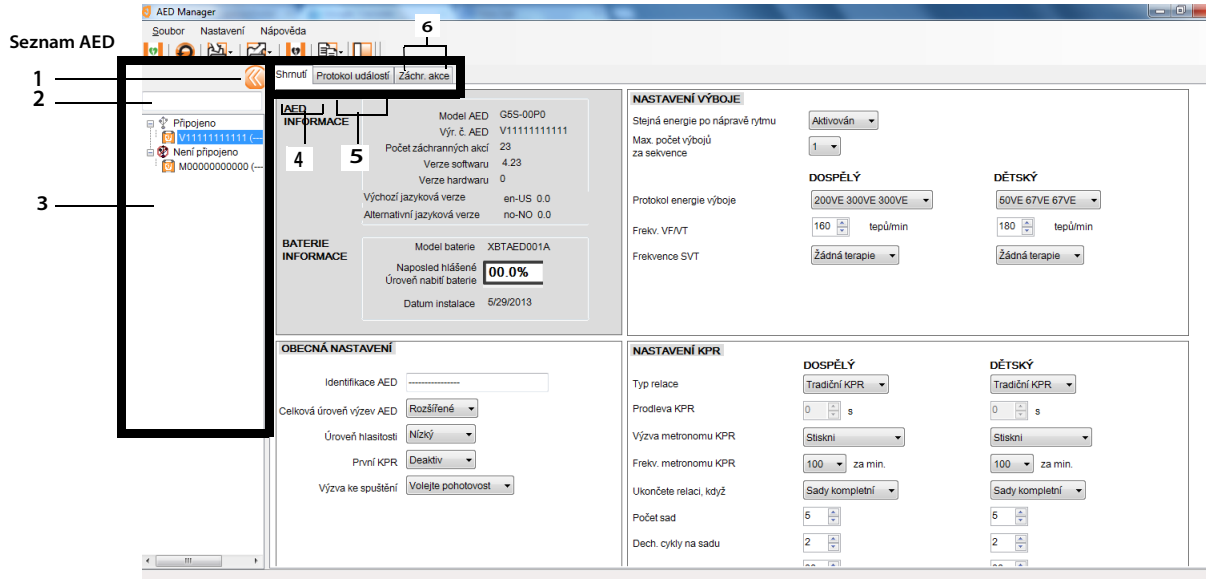 AED Manager
Soubor Nastavení Nápověda
Seznam AED
6
1
2
Shrnutí Protokol událostí Záchr. akce
Připojeno
V11111111111 (---
Není připojeno
M00000000000 (---
3
AED
INFORMACE
4
5
Model AED G5S-00P0
Výr. č. AED V11111111111
Počet záchranných akcí 23
Verze softwaru 4.23
Verze hardwaru 0
Výchozí jazyková verze en-US 0.0
Alternativní jazyková verze no-NO 0.0
BATERIE
INFORMACE
Model baterie XBTAED001A
Naposled hlášené
Úroveň nabití baterie 00.0%
Datum instalace 5/29/2013
NASTAVENÍ VÝBOJE
Stejná energie po nápravě rytmu Aktivován
Max. počet výbojů
za sekvence 1
DOSPĚLÝ DĚTSKÝ
Protokol energie výboje 200VE 300VE 300VE 50VE 67VE 67VE
Frekv. VF/VT 160 tepů/min 180 tepů/min
Frekvence SVT Žádná terapie Žádná terapie
OBECNÁ NASTAVENÍ
Identifikace AED ----------------
Celková úroveň výzev AED Rozšířené
Úroveň hlasitosti Nízký
První KPR Deaktiv
Výzva ke spuštění Volejte pohotovost
NASTAVENÍ KPR
DOSPĚLÝ DĚTSKÝ
Typ relace Tradiční KPR Tradiční KPR
Prodleva KPR 0 s 0 s
Výzva metronomu KPR Stiskni Stiskni
Frekv. metronomu KPR 100 za min. 100 za min.
Ukončete relaci, když Sady kompletní Sady kompletní
Počet sad 5 5
Dech. cykly na sadu 2 2